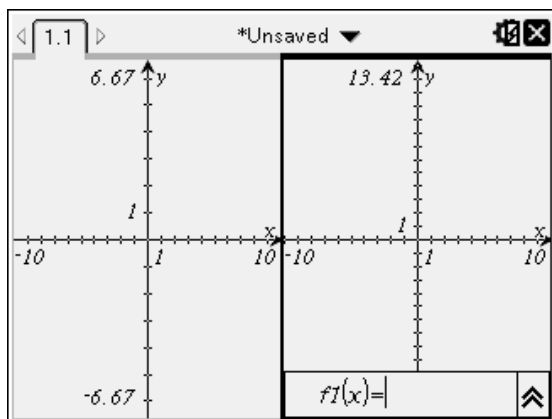 1.1 *Unsaved
6.67 y
1
x
-10 1 10
-6.67
13.42 y
1
x
-10 1 10
f1(x)=